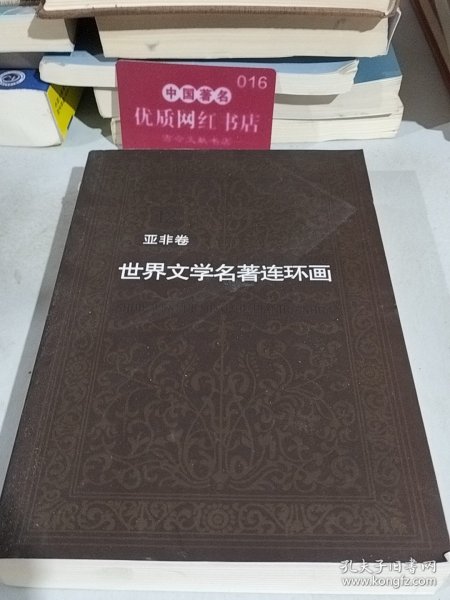 016
中国著名
优质网红书店
亚非卷
世界文学名著连环画
孔夫子旧书网
www.kongfz.com